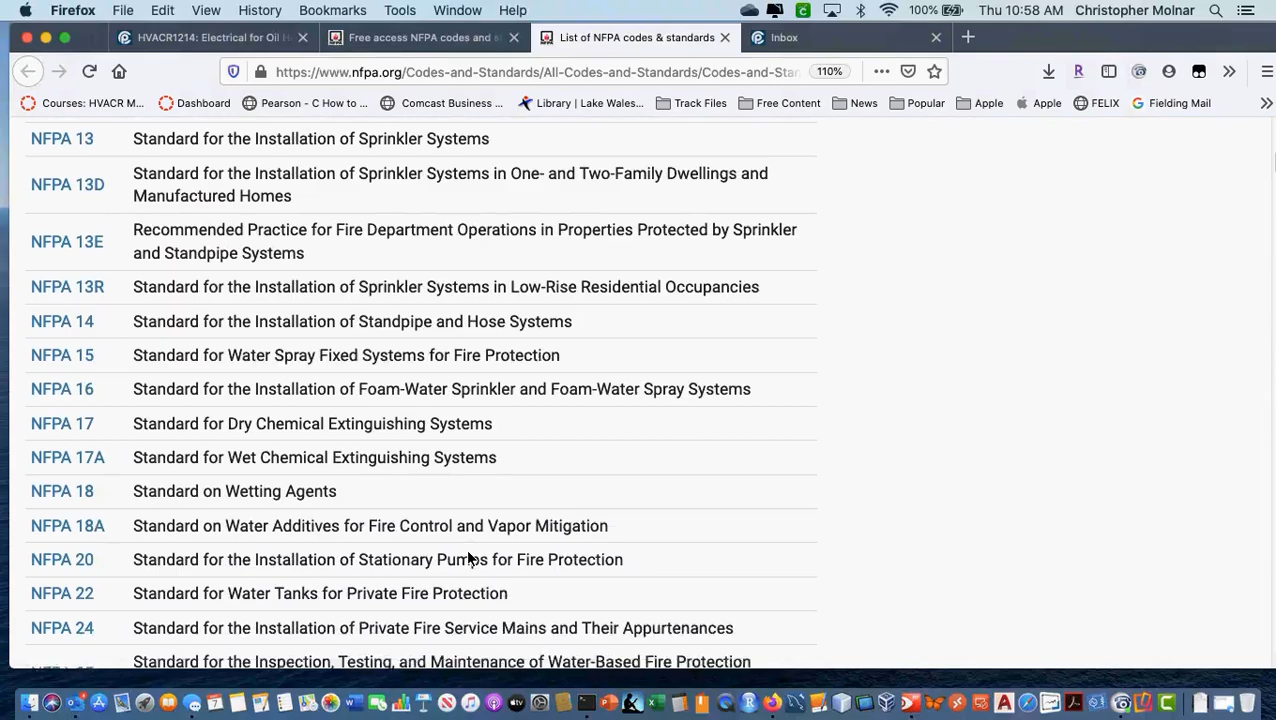 Firefox File Edit View History Bookmarks Tools Window Help 100% Thu 10:58 AM Christopher Molnar
HVACR1214: Electrical for Oil H Free access NFPA codes and s List of NFPA codes & standards Inbox
https://www.nfpa.org/Codes-and-Standards/All-Codes-and-Standards/Codes-and-Stan 110%
Courses: HVACR M... Dashboard Pearson - C How to ... Comcast Business ... Library | Lake Wales... Track Files Free Content News Popular Apple Apple FELIX Fielding Mail
NFPA 13 Standard for the Installation of Sprinkler Systems
NFPA 13D Standard for the Installation of Sprinkler Systems in One- and Two-Family Dwellings and
Manufactured Homes
NFPA 13E Recommended Practice for Fire Department Operations in Properties Protected by Sprinkler
and Standpipe Systems
NFPA 13R Standard for the Installation of Sprinkler Systems in Low-Rise Residential Occupancies
NFPA 14 Standard for the Installation of Standpipe and Hose Systems
NFPA 15 Standard for Water Spray Fixed Systems for Fire Protection
NFPA 16 Standard for the Installation of Foam-Water Sprinkler and Foam-Water Spray Systems
NFPA 17 Standard for Dry Chemical Extinguishing Systems
NFPA 17A Standard for Wet Chemical Extinguishing Systems
NFPA 18 Standard on Wetting Agents
NFPA 18A Standard on Water Additives for Fire Control and Vapor Mitigation
NFPA 20 Standard for the Installation of Stationary Pumps for Fire Protection
NFPA 22 Standard for Water Tanks for Private Fire Protection
NFPA 24 Standard for the Installation of Private Fire Service Mains and Their Appurtenances
Standard for the Inspection, Testing, and Maintenance of Water-Based Fire Protection